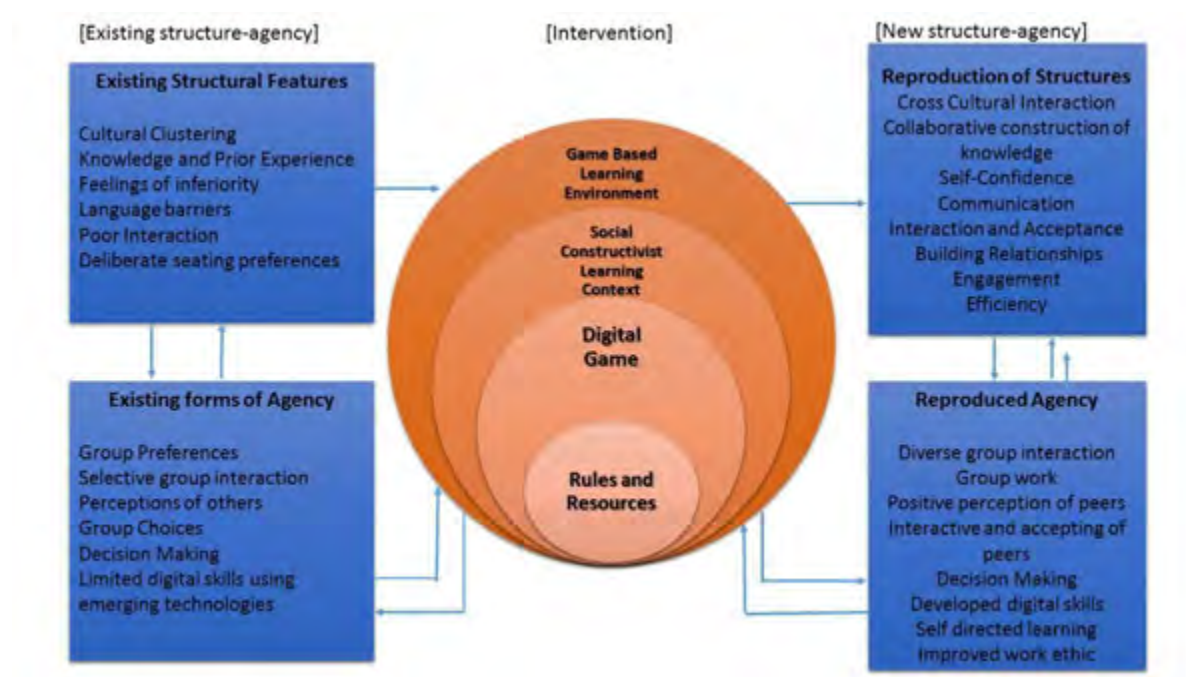 [Existing structure-agency]
[Intervention]
[New structure-agency]
Existing Structural Features
Cultural Clustering
Knowledge and Prior Experience
Feelings of inferiority
Language barriers
Poor Interaction
Deliberate seating preferences
Existing forms of Agency
Group Preferences
Selective group interaction
Perceptions of others
Group Choices
Decision Making
Limited digital skills using
emerging technologies
Game Based
Learning
Environment
Social
Constructivist
Learning
Context
Digital
Game
Rules and
Resources
Reproduction of Structures
Cross Cultural Interaction
Collaborative construction of
knowledge
Self-Confidence
Communication
Interaction and Acceptance
Building Relationships
Engagement
Efficiency
Reproduced Agency
Diverse group interaction
Group work
Positive perception of peers
Interactive and accepting of
peers
Decision Making
Developed digital skills
Self directed learning
Improved work ethic